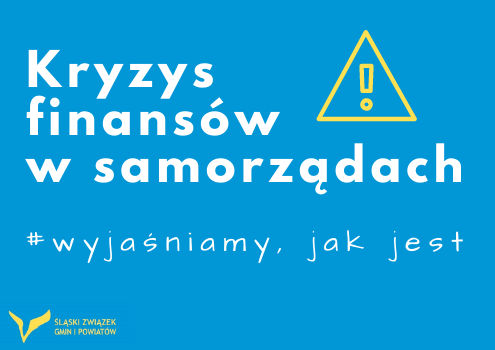 Kryzys
finansów
w samorządach
#wyjaśniamy, jak jest
ŚLĄSKI ZWIĄZEK
GMIN I POWIATÓW